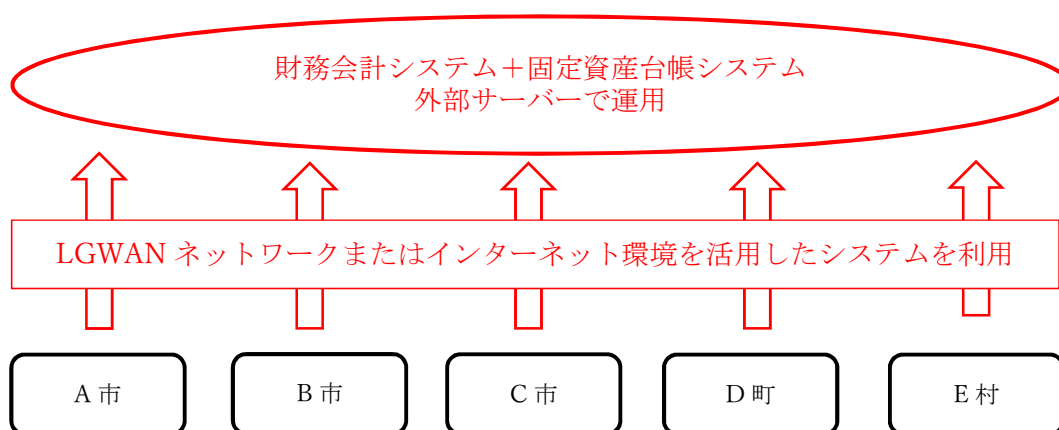 財務会計システム＋固定資産台帳システム
外部サーバーで運用
LGWAN ネットワークまたはインターネット環境を活用したシステムを利用
A 市
B 市
C 市
D 町
E 村